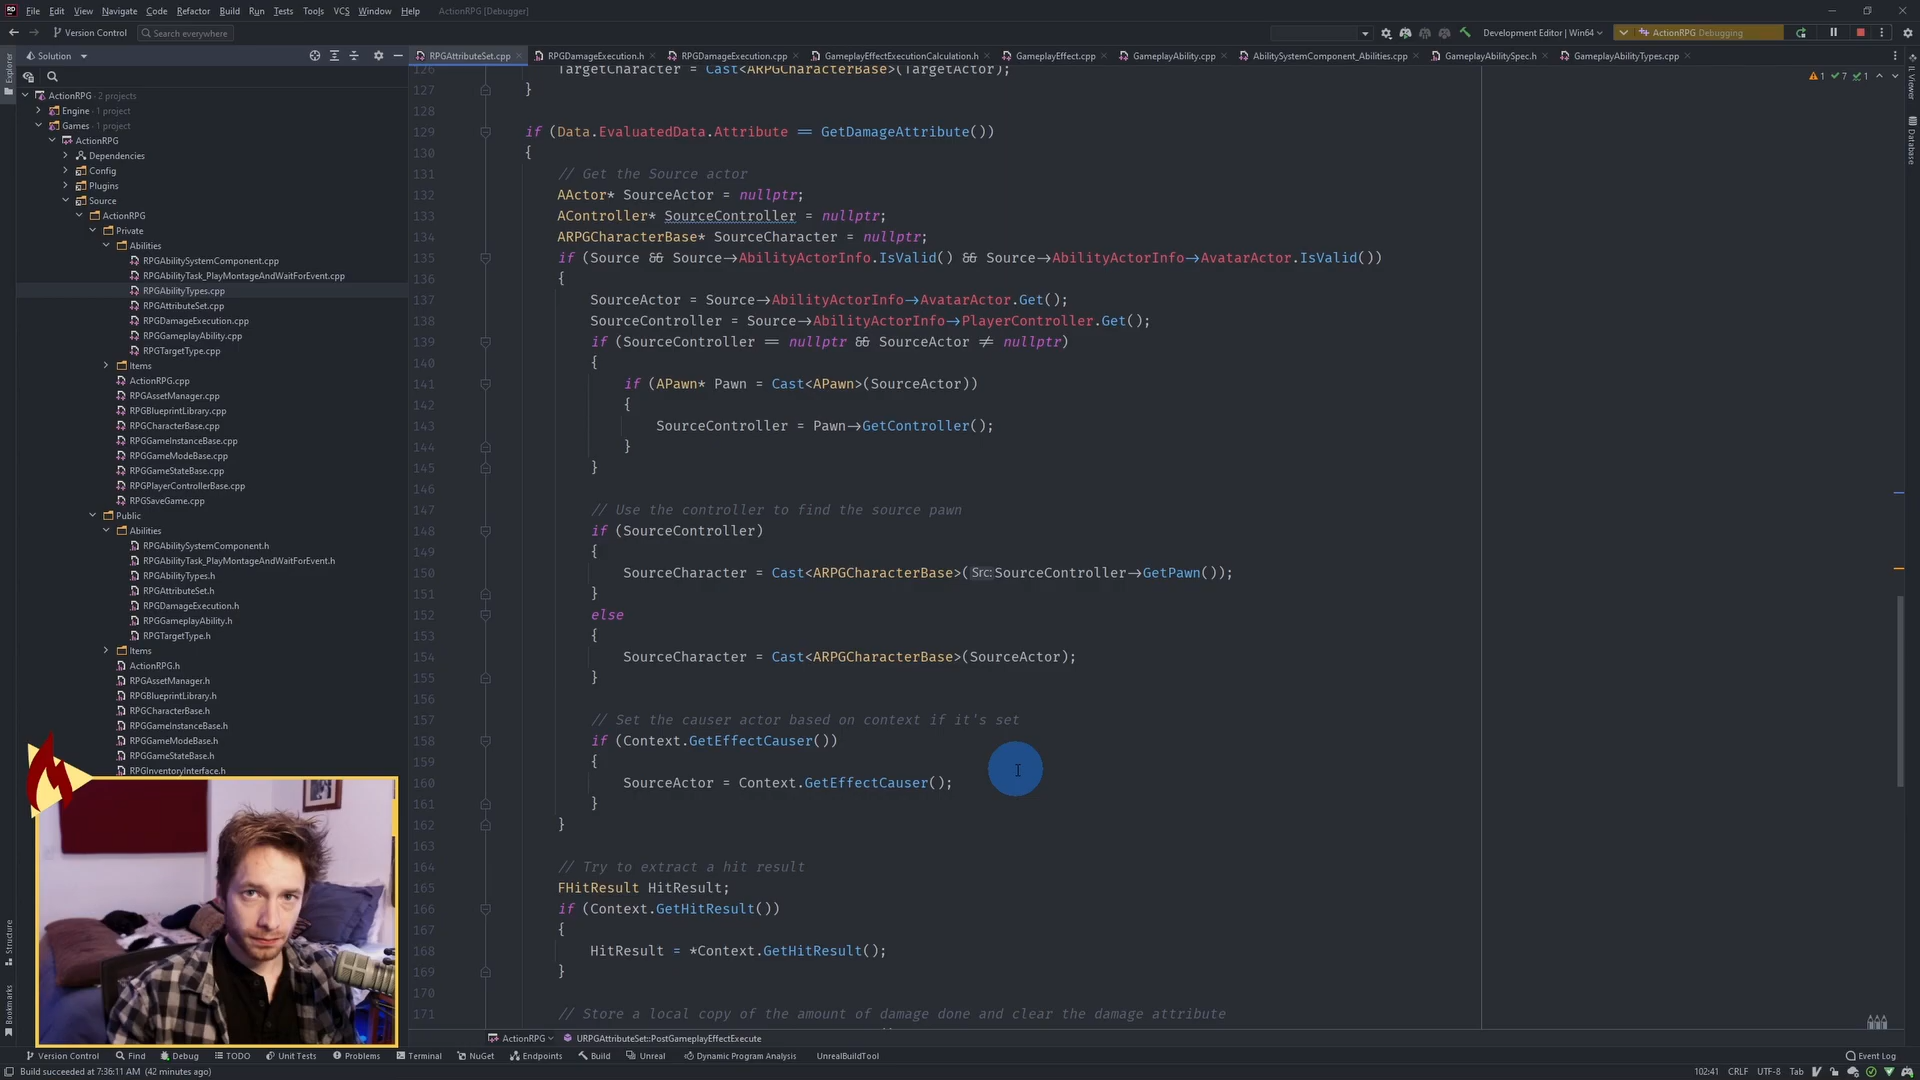 File Edit View Navigate Code Refactor Build Run Tests Tools VCS Window Help ActionRPG [Debugger]
Version Control Search everywhere Development Editor | Win64 ActionRPG Debugging
Explorer
Solution
RPGAttributeSet.cpp RPGDamageExecution.h RPGDamageExecution.cpp GameplayEffectExecutionCalculation.h GameplayEffect.cpp GameplayAbility.cpp AbilitySystemComponent_Abilities.cpp GameplayAbilitySpec.h GameplayAbilityTypes.cpp
ActionRPG · 2 projects
Engine · 1 project
Games · 1 project
ActionRPG
Dependencies
Config
Plugins
Source
ActionRPG
Private
Abilities
RPGAbilitySystemComponent.cpp
RPGAbilityTask_PlayMontageAndWaitForEvent.cpp
RPGAbilityTypes.cpp
RPGAttributeSet.cpp
RPGDamageExecution.cpp
RPGGameplayAbility.cpp
RPGTargetType.cpp
Items
ActionRPG.cpp
RPGAssetManager.cpp
RPGBlueprintLibrary.cpp
RPGCharacterBase.cpp
RPGGameInstanceBase.cpp
RPGGameModeBase.cpp
RPGGameStateBase.cpp
RPGPlayerControllerBase.cpp
RPGSaveGame.cpp
Public
Abilities
RPGAbilitySystemComponent.h
RPGAbilityTask_PlayMontageAndWaitForEvent.h
RPGAbilityTypes.h
RPGAttributeSet.h
RPGDamageExecution.h
RPGGameplayAbility.h
RPGTargetType.h
Items
ActionRPG.h
RPGAssetManager.h
RPGBlueprintLibrary.h
RPGCharacterBase.h
RPGGameInstanceBase.h
RPGGameModeBase.h
RPGGameStateBase.h
RPGInventoryInterface.h
126 TargetCharacter = Cast<ARPGCharacterBase>(TargetActor);
127 }
128
129 if (Data.EvaluatedData.Attribute == GetDamageAttribute())
130 {
131 // Get the Source actor
132 AActor* SourceActor = nullptr;
133 AController* SourceController = nullptr;
134 ARPGCharacterBase* SourceCharacter = nullptr;
135 if (Source && Source->AbilityActorInfo.IsValid() && Source->AbilityActorInfo->AvatarActor.IsValid())
136 {
137 SourceActor = Source->AbilityActorInfo->AvatarActor.Get();
138 SourceController = Source->AbilityActorInfo->PlayerController.Get();
139 if (SourceController == nullptr && SourceActor != nullptr)
140 {
141 if (APawn* Pawn = Cast<APawn>(SourceActor))
142 {
143 SourceController = Pawn->GetController();
144 }
145 }
146
147 // Use the controller to find the source pawn
148 if (SourceController)
149 {
150 SourceCharacter = Cast<ARPGCharacterBase>(Src: SourceController->GetPawn());
151 }
152 else
153 {
154 SourceCharacter = Cast<ARPGCharacterBase>(SourceActor);
155 }
156
157 // Set the causer actor based on context if it's set
158 if (Context.GetEffectCauser())
159 {
160 SourceActor = Context.GetEffectCauser();
161 }
162 }
163
164 // Try to extract a hit result
165 FHitResult HitResult;
166 if (Context.GetHitResult())
167 {
168 HitResult = *Context.GetHitResult();
169 }
170
171 // Store a local copy of the amount of damage done and clear the damage attribute
1 7 1
IL Viewer
Database
Structure
Bookmarks
ActionRPG URPGAttributeSet::PostGameplayEffectExecute
Version Control Find Debug TODO Unit Tests Problems Terminal NuGet Endpoints Build Unreal Dynamic Program Analysis UnrealBuildTool Event Log
Build succeeded at 7:36:11 AM (42 minutes ago) 102:41 CRLF UTF-8 Tab